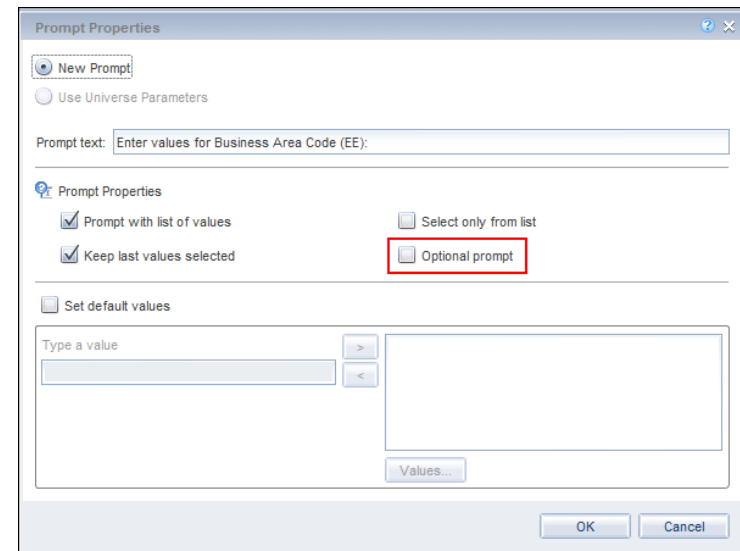 Prompt Properties
New Prompt
Use Universe Parameters
Prompt text: Enter values for Business Area Code (EE):
Prompt Properties
Prompt with list of values Select only from list
Keep last values selected Optional prompt
Set default values
Type a value >
<
Values...
OK Cancel